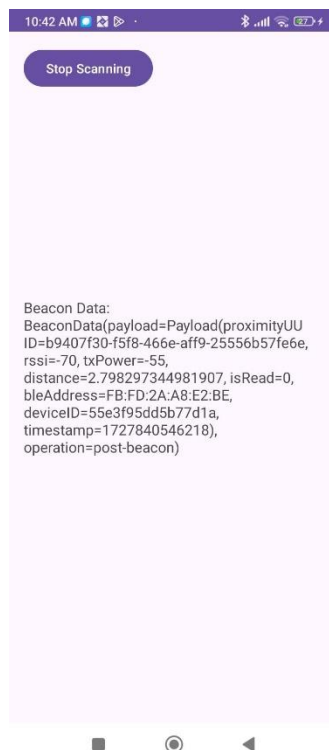 10:42 AM
97
Stop Scanning
Beacon Data:
BeaconData(payload=Payload(proximityUU
ID=b9407f30-f5f8-466e-aff9-25556b57fe6e,
rssi=-70, txPower=-55,
distance=2.798297344981907, isRead=0,
bleAddress=FB:FD:2A:A8:E2:BE,
deviceID=55e3f95dd5b77d1a,
timestamp=1727840546218),
operation=post-beacon)